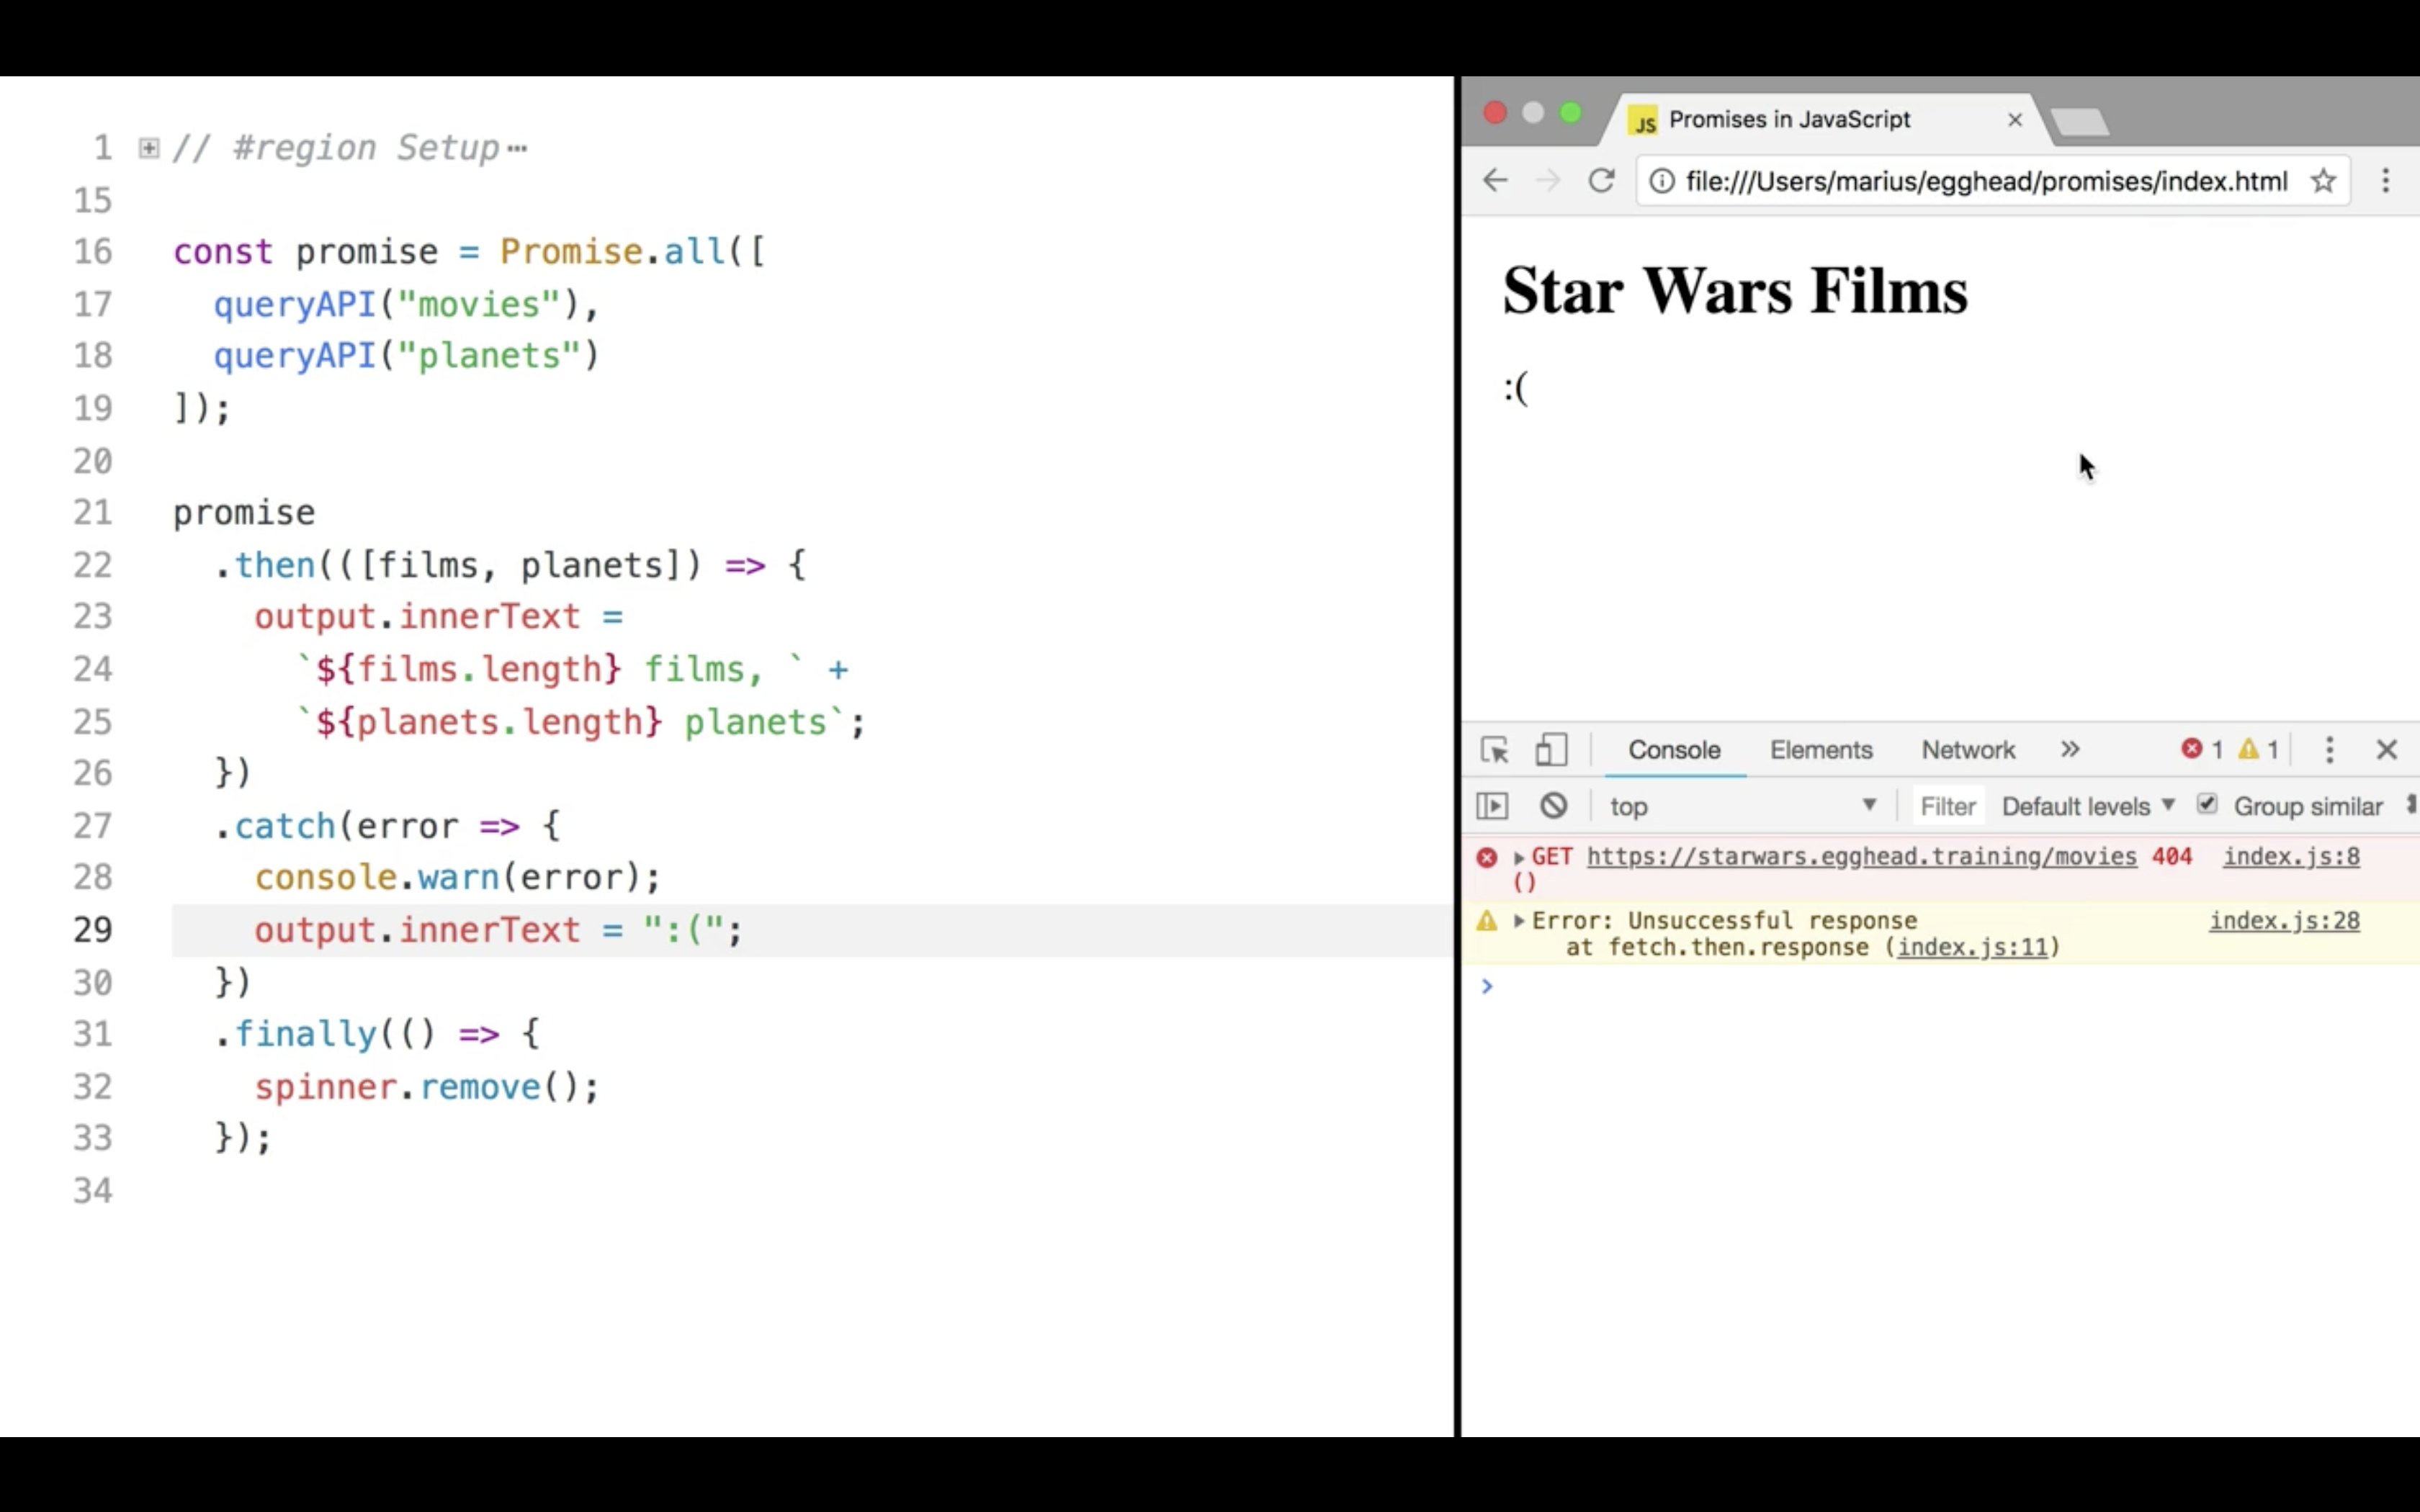 1 // #region Setup⋯
15
16 const promise = Promise.all([
17 queryAPI("movies"),
18 queryAPI("planets")
19 ]);
20
21 promise
22 .then(([films, planets]) => {
23 output.innerText =
24 `${films.length} films, ` +
25 `${planets.length} planets`;
26 })
27 .catch(error => {
28 console.warn(error);
29 output.innerText = ":(";
30 })
31 .finally(() => {
32 spinner.remove();
33 });
34
JS Promises in JavaScript
file:///Users/marius/egghead/promises/index.html
Star Wars Films
:(
Console Elements Network » 1 1
top Filter Default levels Group similar
GET https://starwars.egghead.training/movies 404 index.js:8
()
Error: Unsuccessful response index.js:28
at fetch.then.response (index.js:11)
>